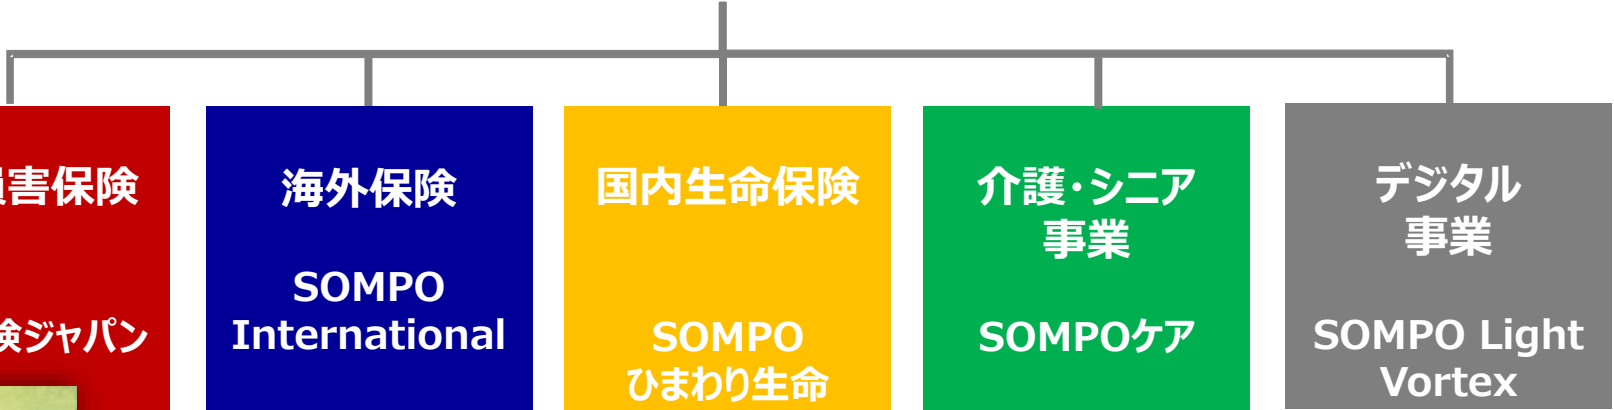 損害保険
険ジャパン
海外保険
SOMPO
International
国内生命保険
SOMPO
ひまわり生命
介護・シニア
事業
SOMPOケア
デジタル
事業
SOMPO Light
Vortex